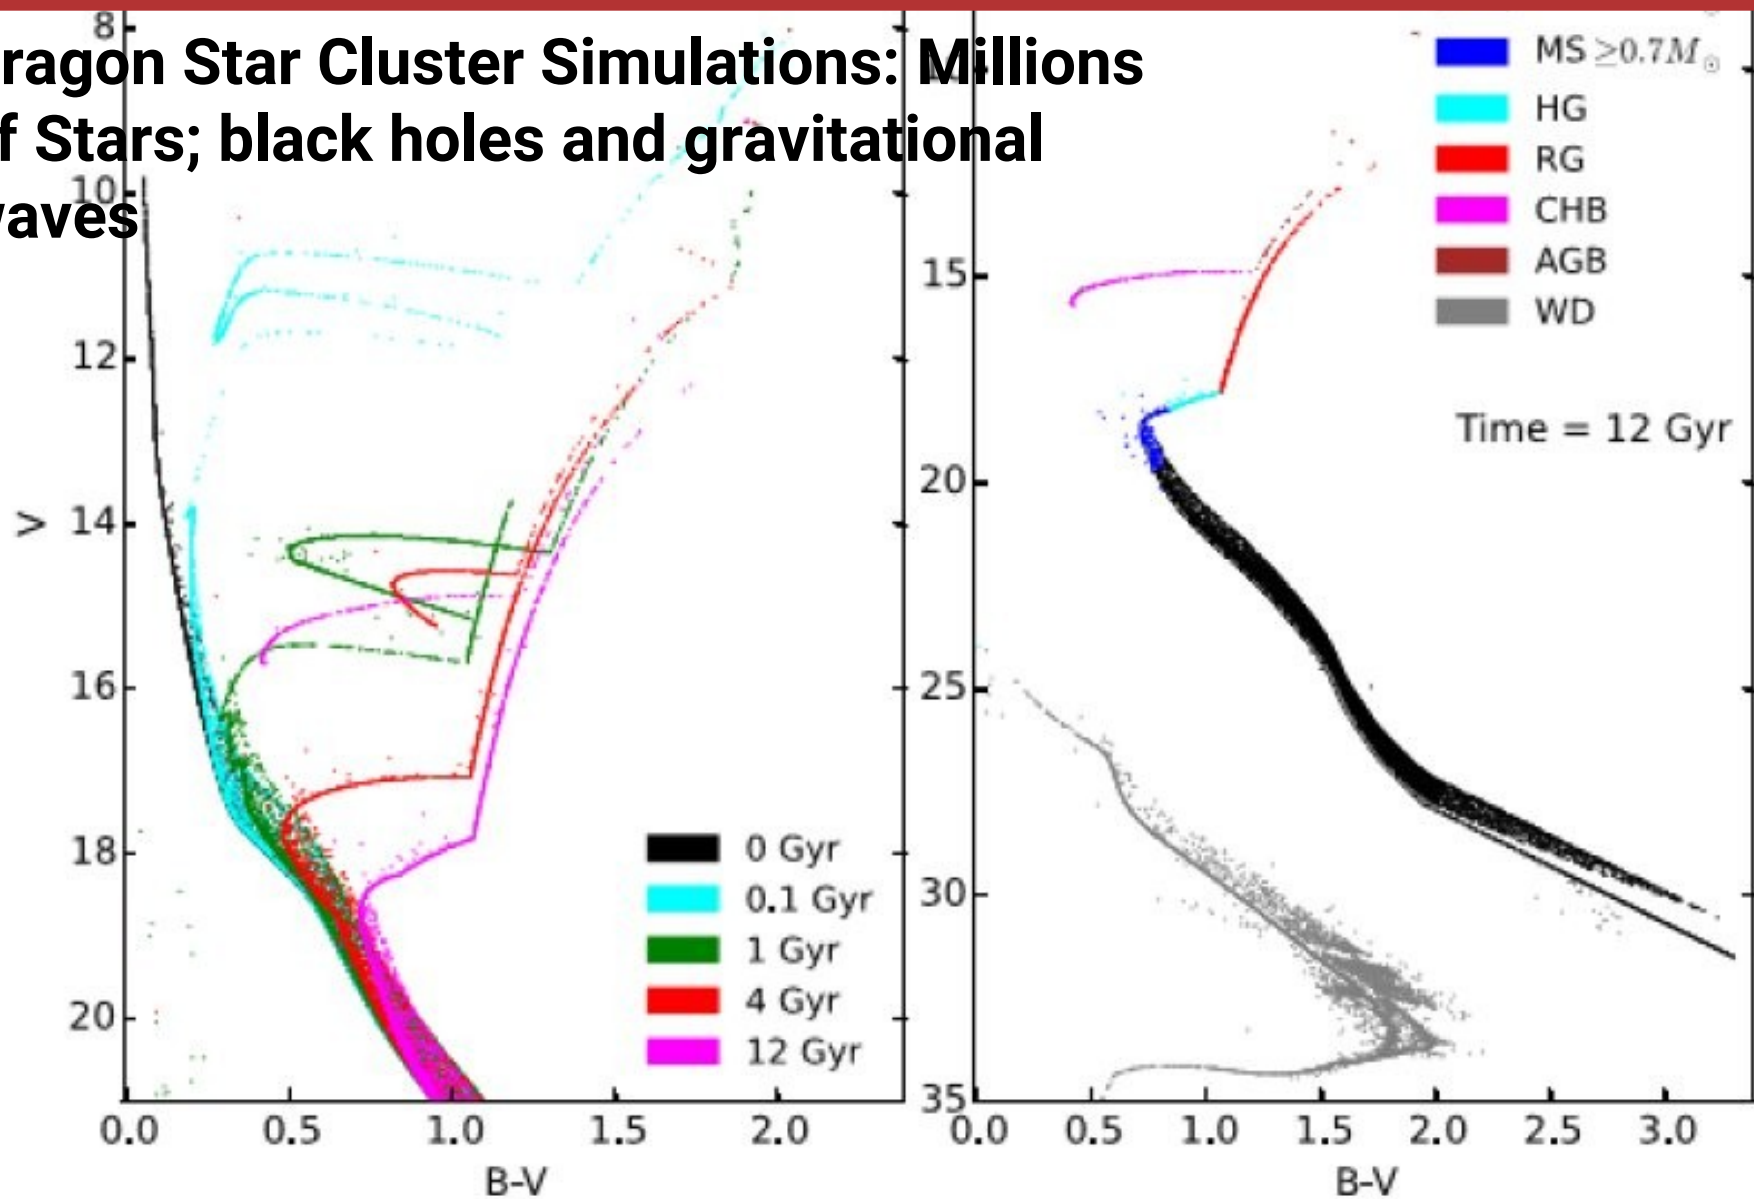 ragon Star Cluster Simulations: Millions
f Stars; black holes and gravitational
waves
8
10
12
14
16
18
20
V
0.0 0.5 1.0 1.5 2.0
B-V
0 Gyr
0.1 Gyr
1 Gyr
4 Gyr
12 Gyr
15
20
25
30
35
0.0 0.5 1.0 1.5 2.0 2.5 3.0
B-V
MS ≥0.7M☉
HG
RG
CHB
AGB
WD
Time = 12 Gyr